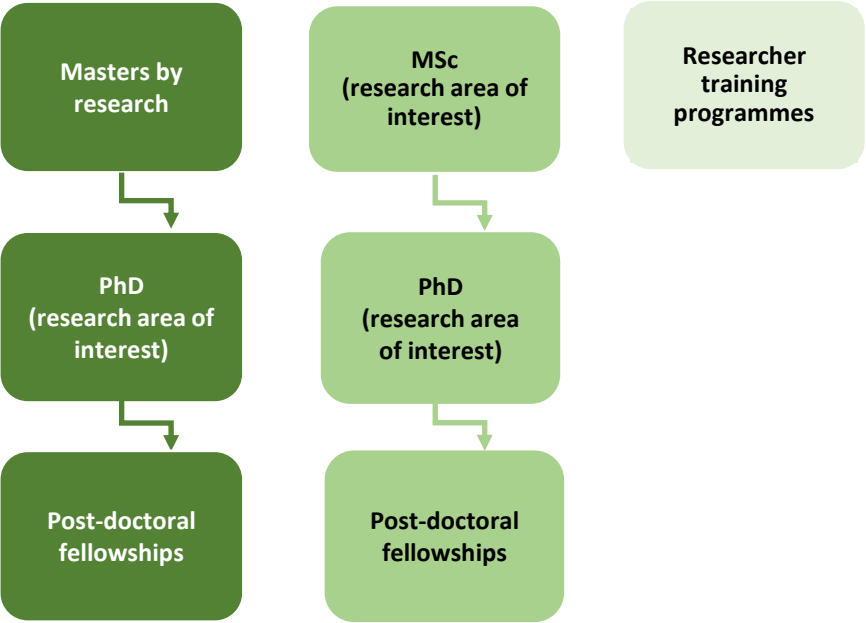 Masters by
research
MSc
(research area of
interest)
Researcher
training
programmes
PhD
(research area of
interest)
PhD
(research area
of interest)
Post-doctoral
fellowships
Post-doctoral
fellowships